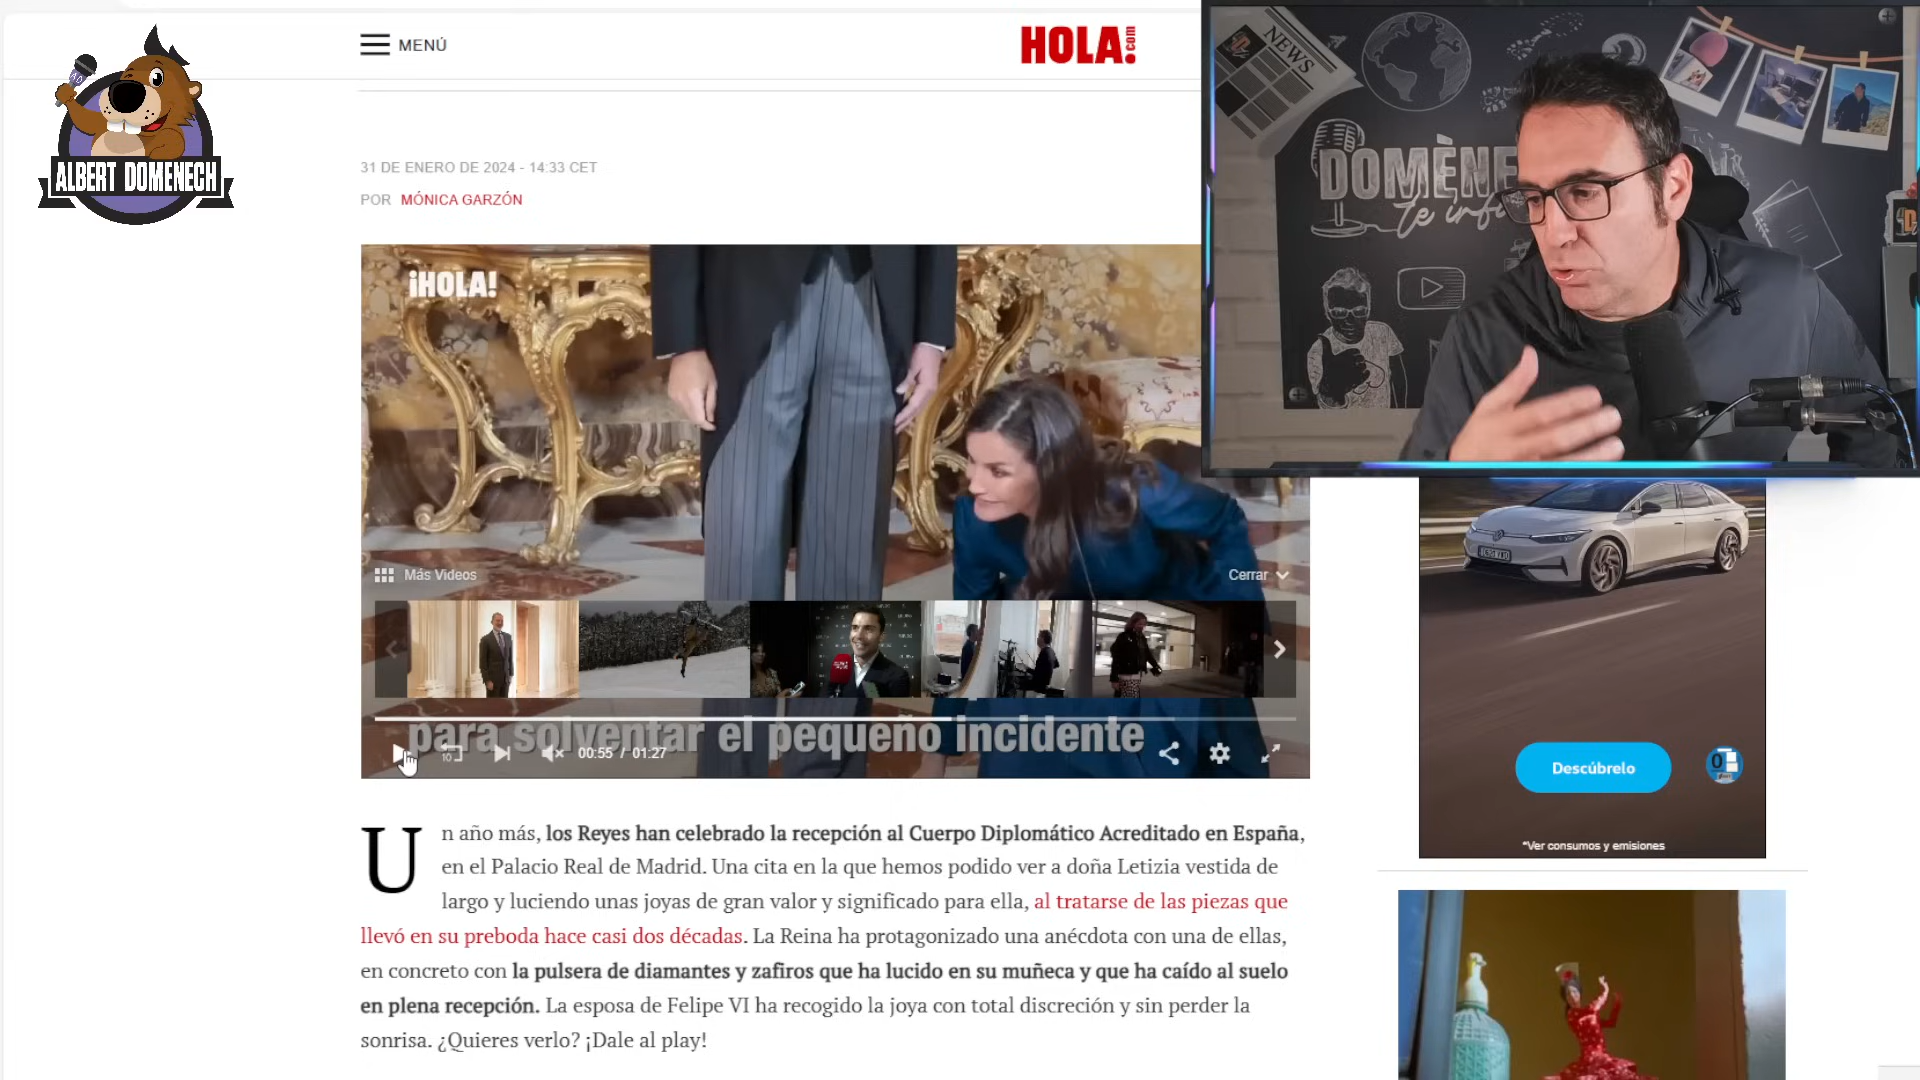 MENÚ
HOLA!.com
ALBERT DOMENECH
31 DE ENERO DE 2024 - 14:33 CET
POR MÓNICA GARZÓN
¡HOLA!
NEWS
DOMÈNE
te inf
Más Videos
Cerrar
para solventar el pequeño incidente
10
00:55 / 01:27
Descúbrelo
*Ver consumos y emisiones
Un año más, los Reyes han celebrado la recepción al Cuerpo Diplomático Acreditado en España,
en el Palacio Real de Madrid. Una cita en la que hemos podido ver a doña Letizia vestida de
largo y luciendo unas joyas de gran valor y significado para ella, al tratarse de las piezas que
llevó en su preboda hace casi dos décadas. La Reina ha protagonizado una anécdota con una de ellas,
en concreto con la pulsera de diamantes y zafiros que ha lucido en su muñeca y que ha caído al suelo
en plena recepción. La esposa de Felipe VI ha recogido la joya con total discreción y sin perder la
sonrisa. ¿Quieres verlo? ¡Dale al play!